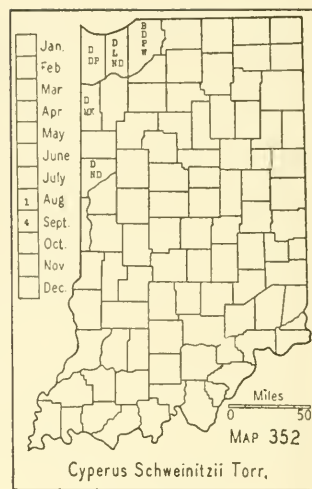 Jan.
Feb
Mar
Apr
May
June
July
1 Aug
4 Sept.
Oct.
Nov
Dec.
D
DP
D
L
ND
B
D
P
W
D
MK
D
ND
Miles
0 50
MAP 352
Cyperus Schweinitzii Torr.